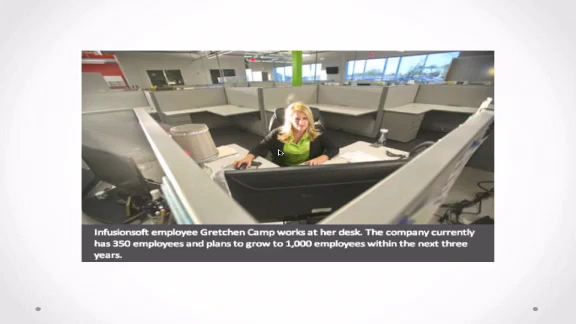 Infusionsoft employee Gretchen Camp works at her desk. The company currently
has 350 employees and plans to grow to 1,000 employees within the next three
years.